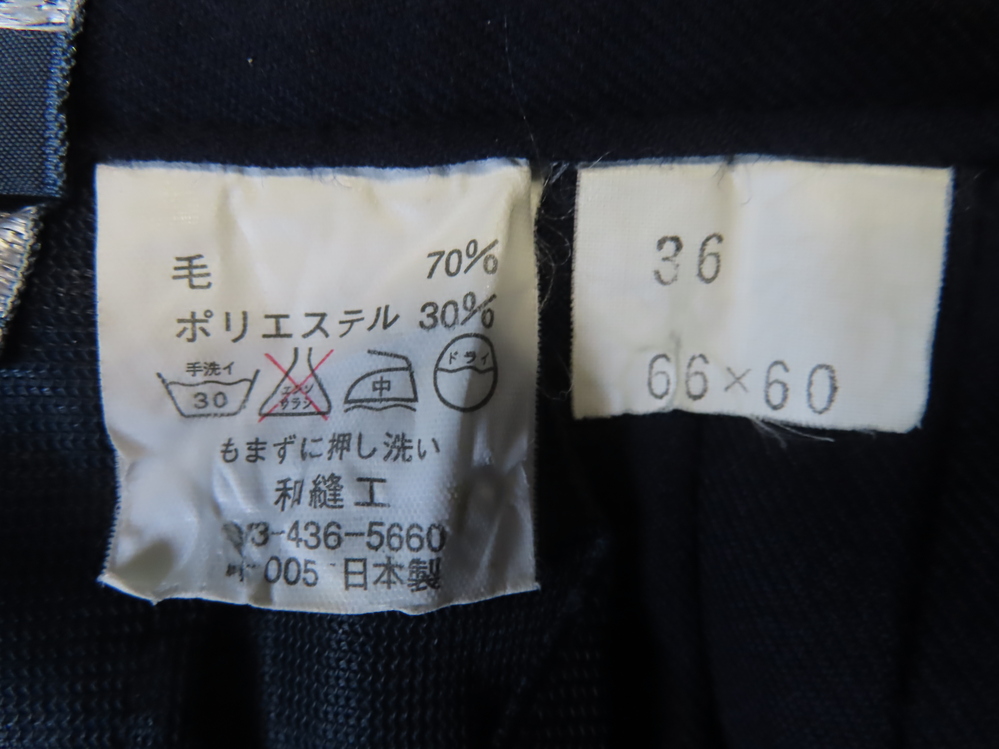 毛 70%
ポリエステル 30%
手洗イ
30
エンソ
サラシ
中
ドライ
もまずに押し洗い
和縫工
3-436-5660
005 日本製
36
66×60